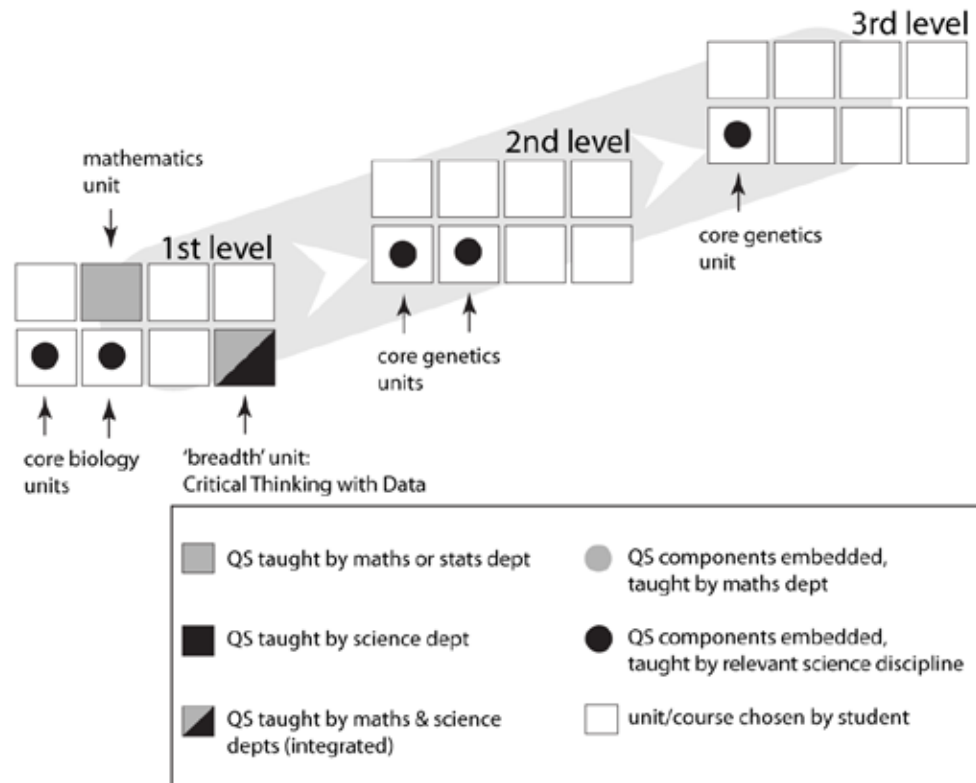 3rd level
2nd level
mathematics
unit
core genetics
unit
1st level
core genetics
units
core biology
units
'breadth' unit:
Critical Thinking with Data
QS taught by maths or stats dept
QS components embedded,
taught by maths dept
QS taught by science dept
QS components embedded,
taught by relevant science discipline
QS taught by maths & science
depts (integrated)
unit/course chosen by student